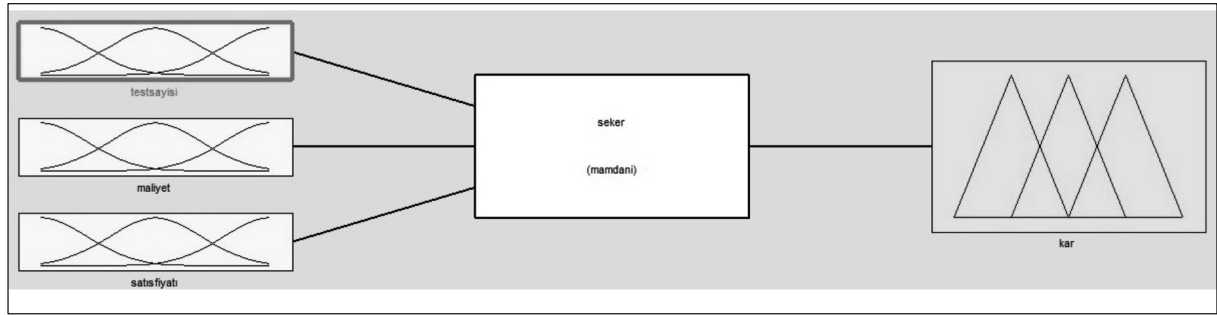 testsayisi
maliyet
satısfiyatı
seker
(mamdani)
kar